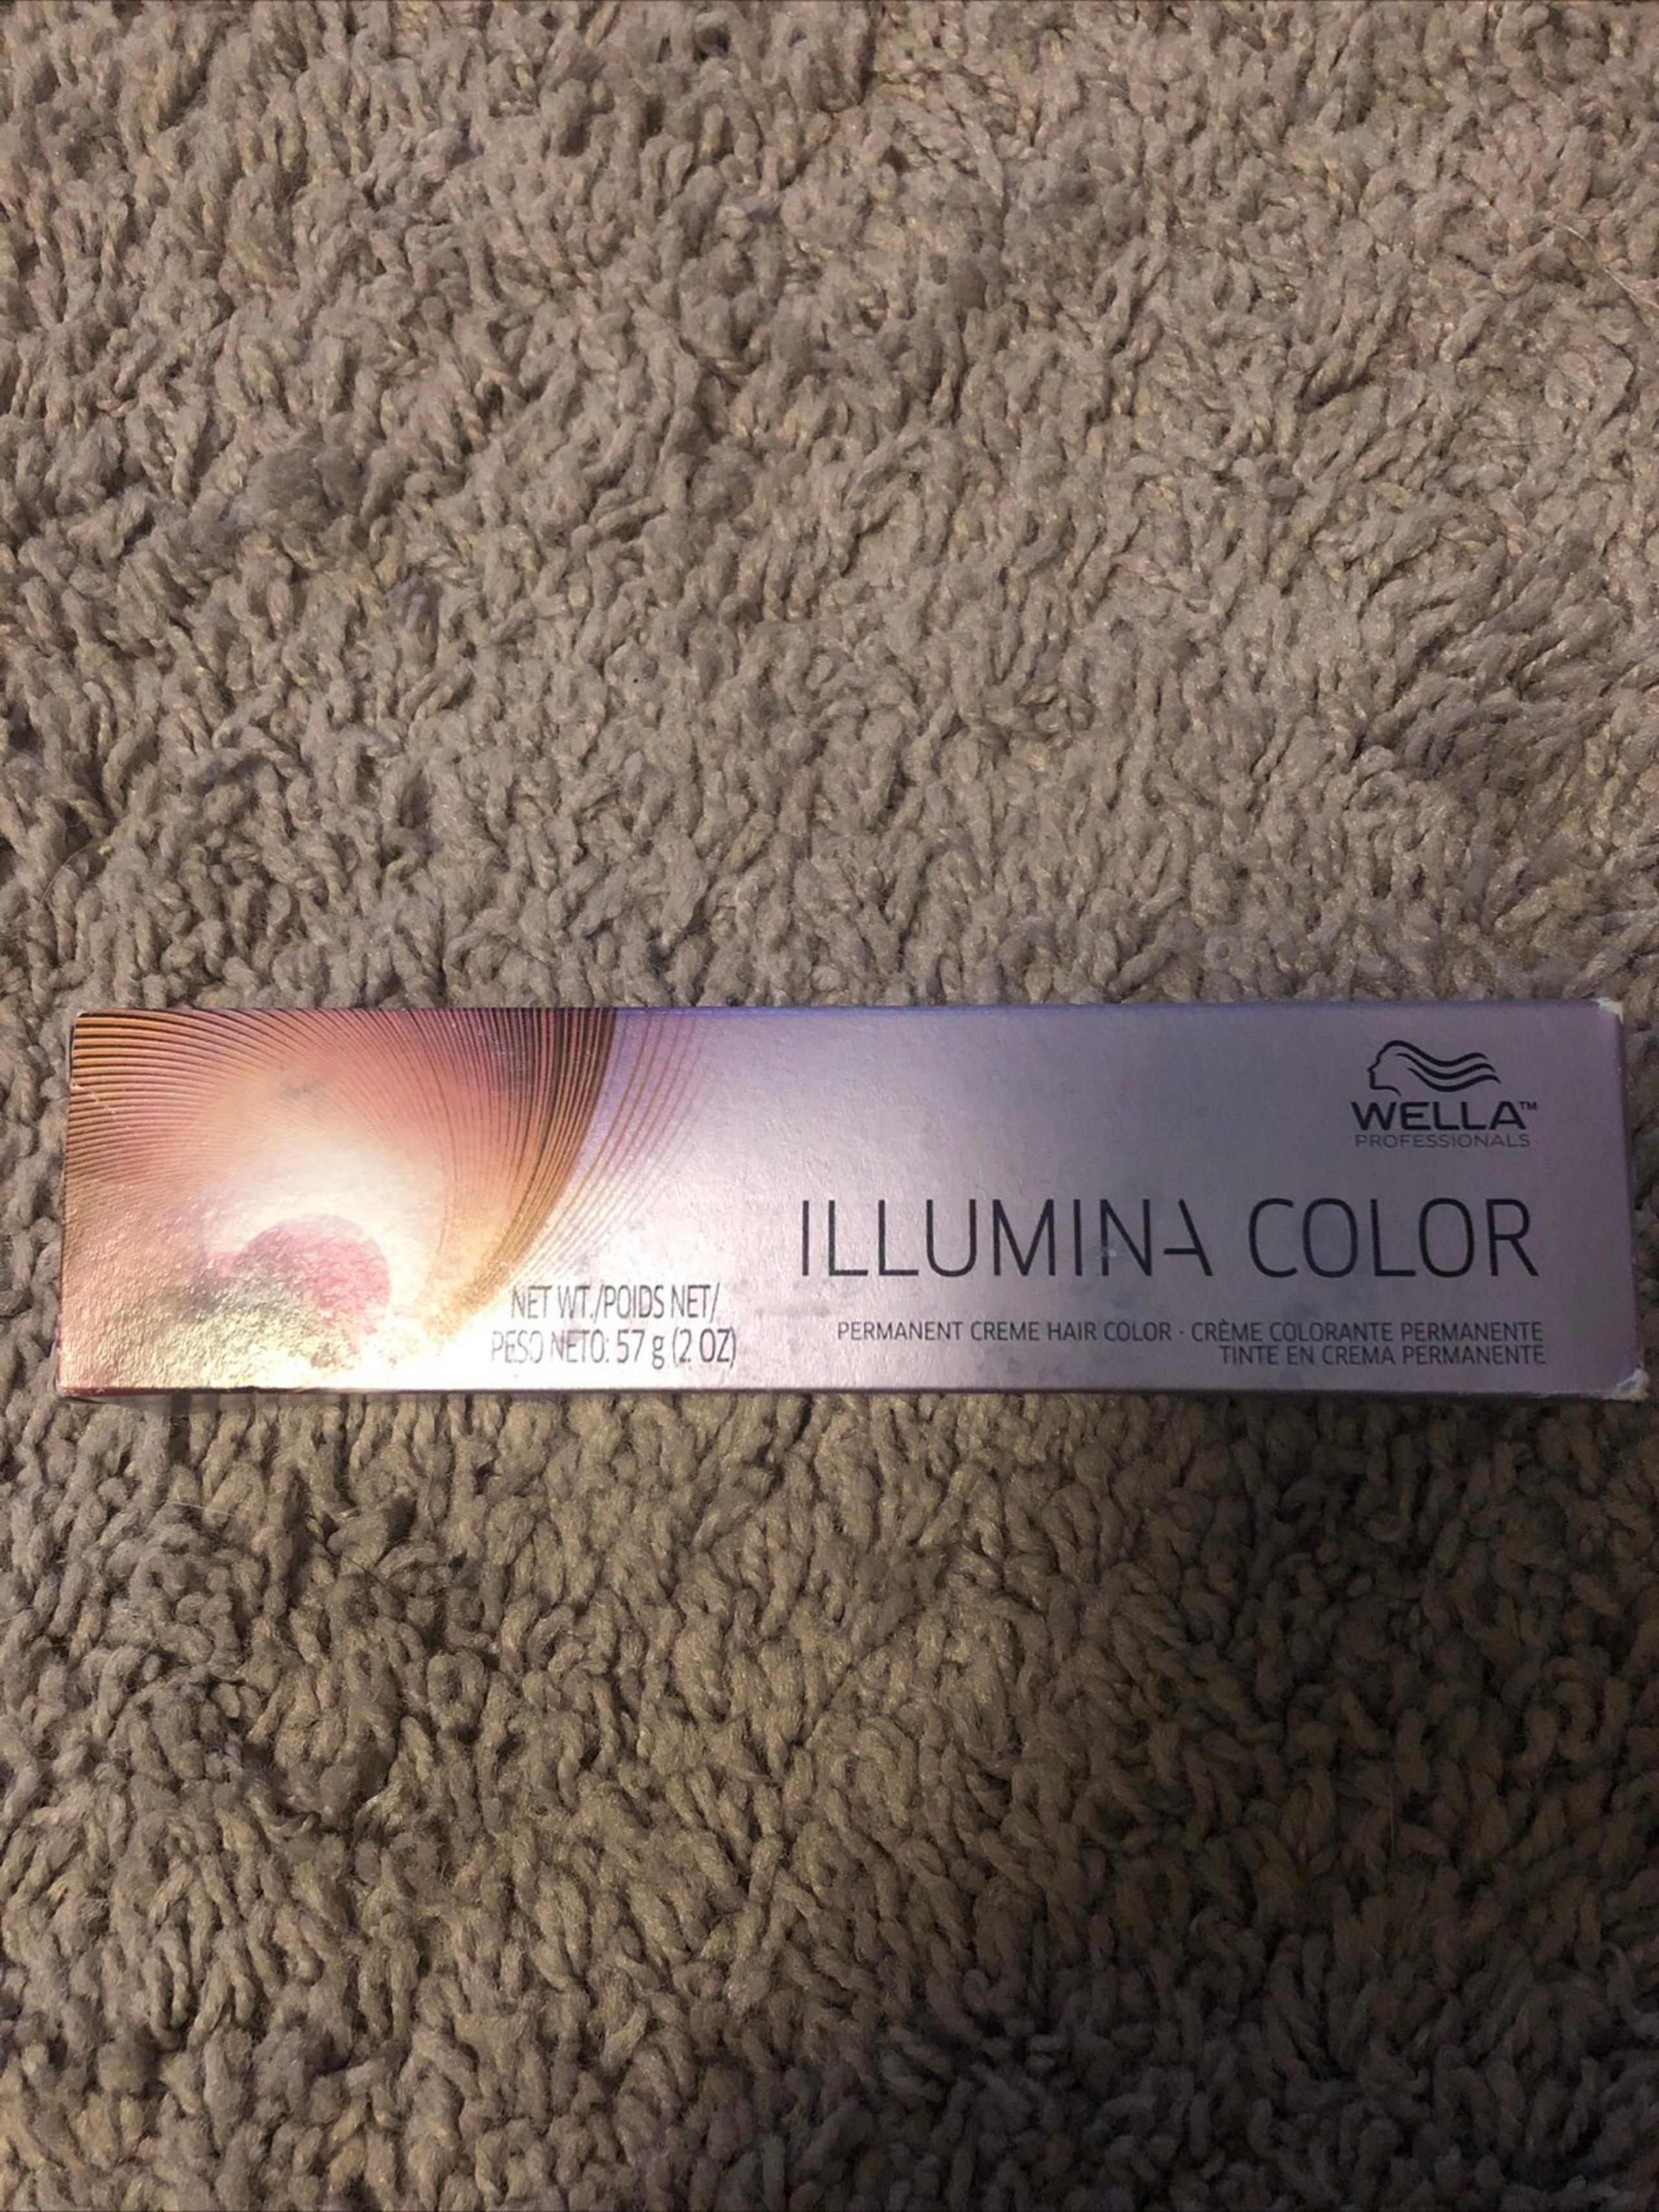 WELLA™
PROFESSIONALS
ILLUMINA COLOR
NET WT./POIDS NET/
PESO NETO: 57 g (2 OZ)
PERMANENT CREME HAIR COLOR · CRÈME COLORANTE PERMANENTE
TINTE EN CREMA PERMANENTE